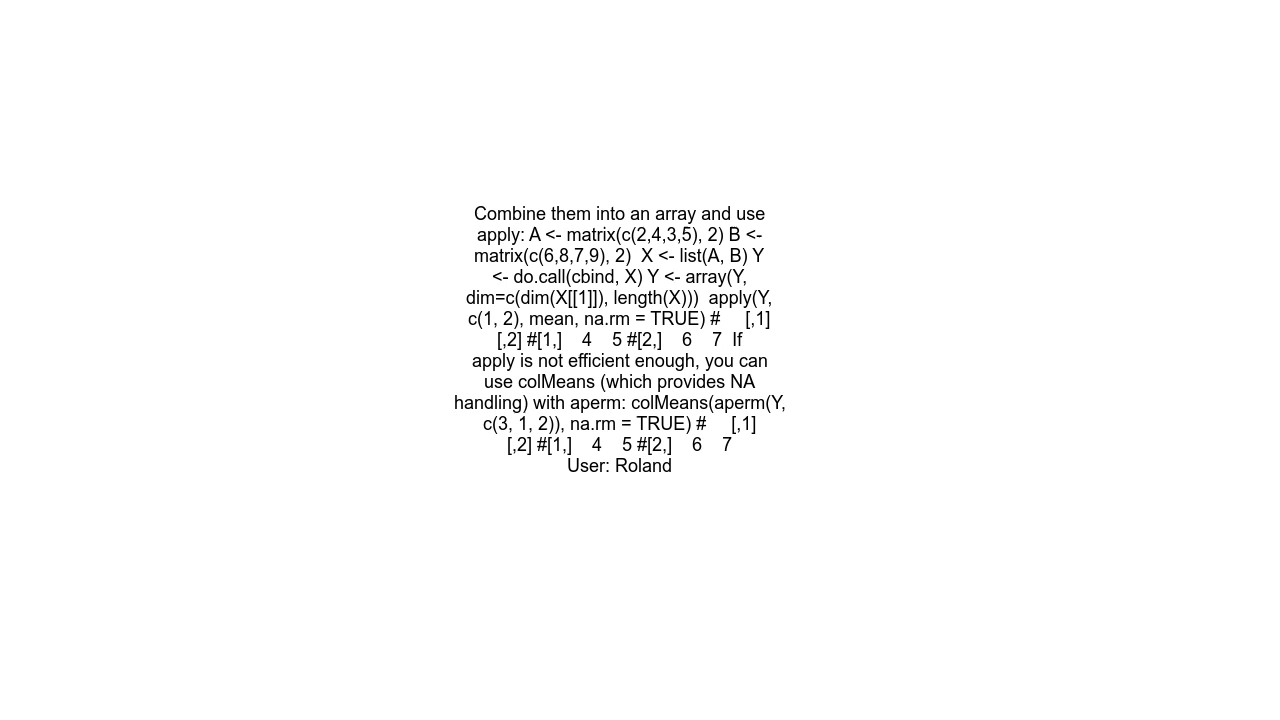 Combine them into an array and use
apply: A <- matrix(c(2,4,3,5), 2) B <-
matrix(c(6,8,7,9), 2)  X <- list(A, B) Y
<- do.call(cbind, X) Y <- array(Y,
dim=c(dim(X[[1]]), length(X)))  apply(Y,
c(1, 2), mean, na.rm = TRUE) #     [,1]
[,2] #[1,]    4    5 #[2,]    6    7  If
apply is not efficient enough, you can
use colMeans (which provides NA
handling) with aperm: colMeans(aperm(Y,
c(3, 1, 2)), na.rm = TRUE) #     [,1]
[,2] #[1,]    4    5 #[2,]    6    7
User: Roland